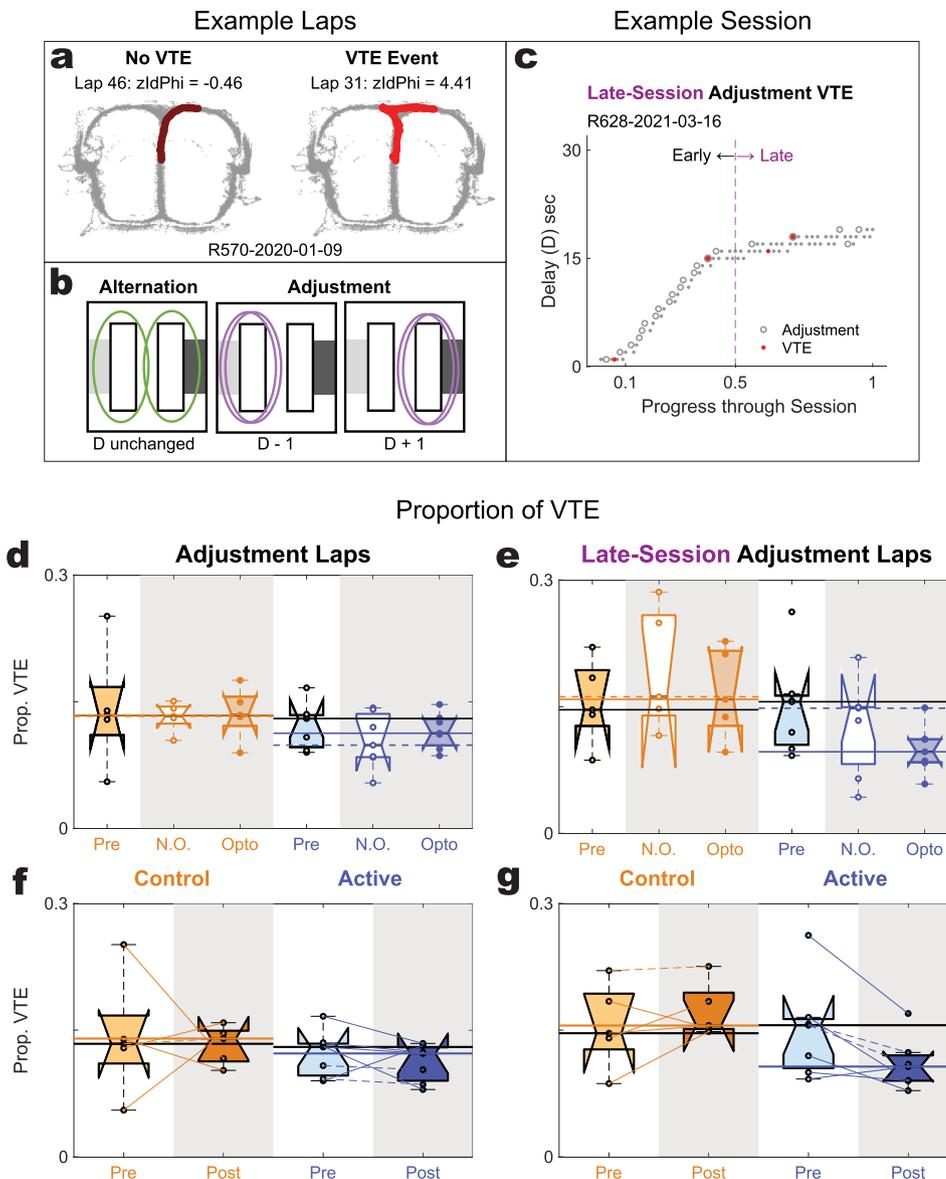 Example Laps
Example Session
a
No VTE
Lap 46: zIdPhi = -0.46
VTE Event
Lap 31: zIdPhi = 4.41
R570-2020-01-09
b
Alternation
Adjustment
D unchanged
D - 1
D + 1
c
Late-Session Adjustment VTE
R628-2021-03-16
Early ←→ Late
30
15
0
Delay (D) sec
Adjustment
VTE
0.1
0.5
1
Progress through Session
Proportion of VTE
d
Adjustment Laps
0.3
Prop. VTE
0
Pre
N.O.
Opto
Pre
N.O.
Opto
Control
Active
e
Late-Session Adjustment Laps
0.3
0
Pre
N.O.
Opto
Pre
N.O.
Opto
Control
Active
f
0.3
Prop. VTE
0
Pre
Post
Pre
Post
g
0.3
0
Pre
Post
Pre
Post